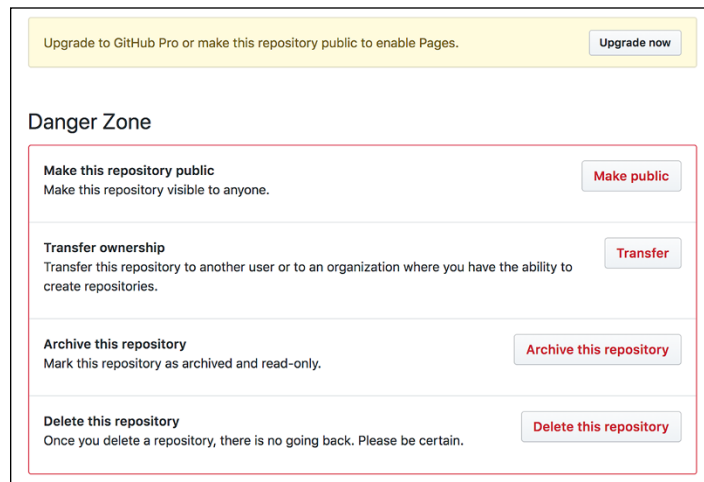 Upgrade to GitHub Pro or make this repository public to enable Pages.
Upgrade now
Danger Zone
Make this repository public
Make this repository visible to anyone.
Make public
Transfer ownership
Transfer this repository to another user or to an organization where you have the ability to
create repositories.
Transfer
Archive this repository
Mark this repository as archived and read-only.
Archive this repository
Delete this repository
Once you delete a repository, there is no going back. Please be certain.
Delete this repository